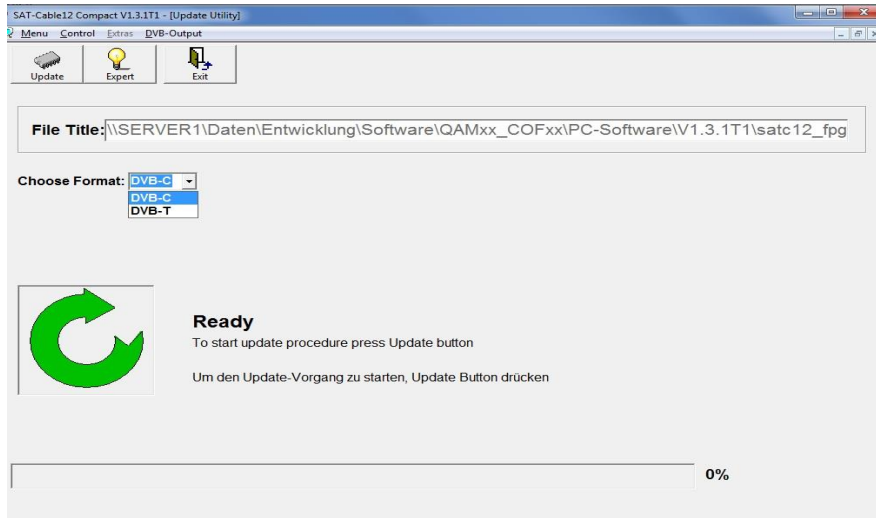 SAT-Cable12 Compact V1.3.1T1 - [Update Utility]
Menu Control Extras DVB-Output
Update Expert Exit
File Title: \\SERVER1\Daten\Entwicklung\Software\QAMxx_COFxx\PC-Software\V1.3.1T1\satc12_fpg
Choose Format: DVB-C
DVB-C
DVB-T
Ready
To start update procedure press Update button
Um den Update-Vorgang zu starten, Update Button drücken
0%